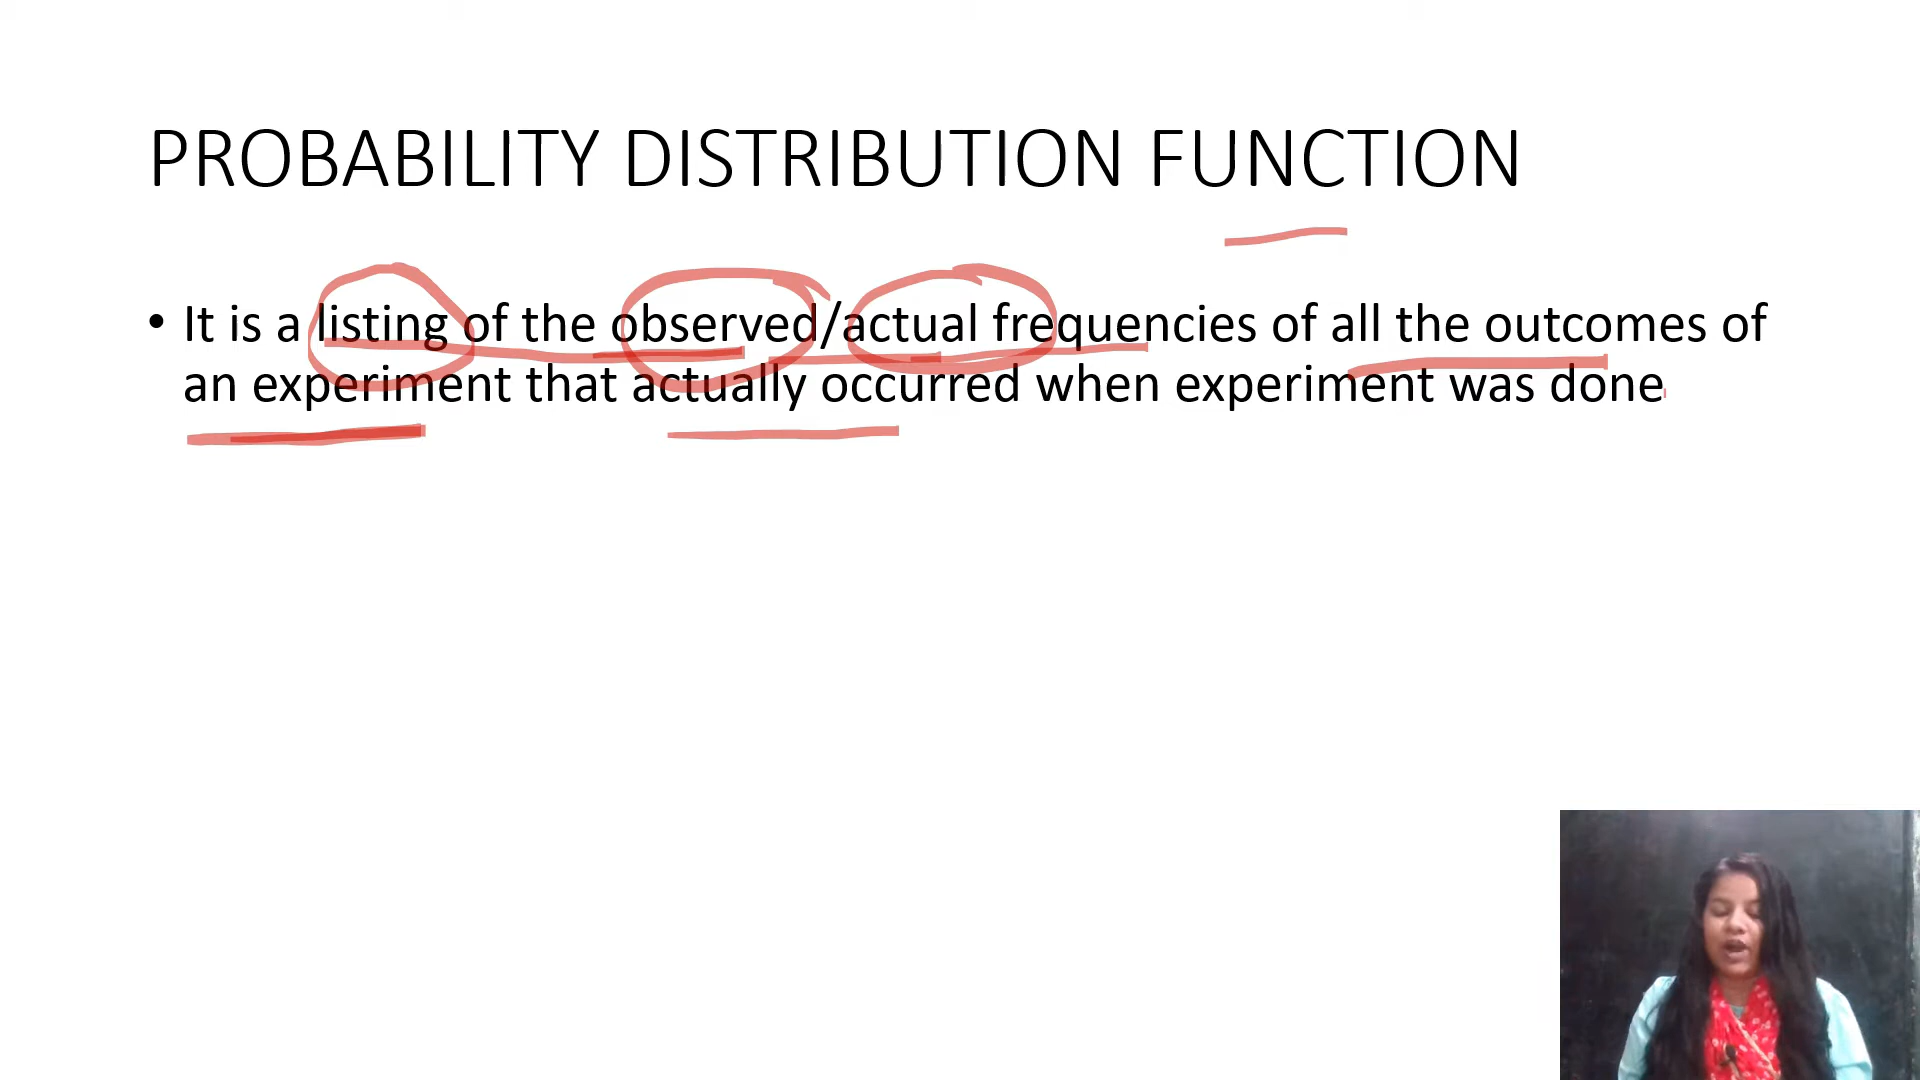 PROBABILITY DISTRIBUTION FUNCTION
• It is a listing of the observed/actual frequencies of all the outcomes of
an experiment that actually occurred when experiment was done